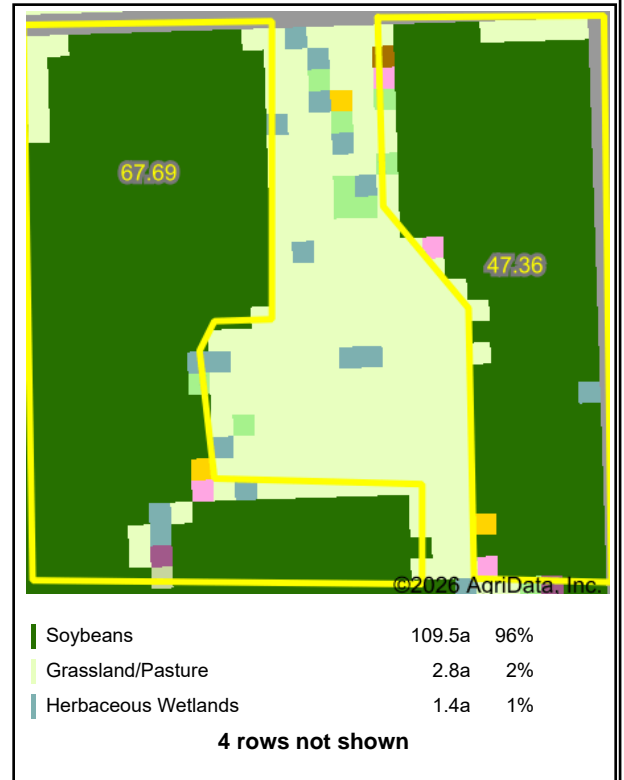 67.69
47.36
©2026 AgriData, Inc.
Soybeans 109.5a 96%
Grassland/Pasture 2.8a 2%
Herbaceous Wetlands 1.4a 1%
4 rows not shown